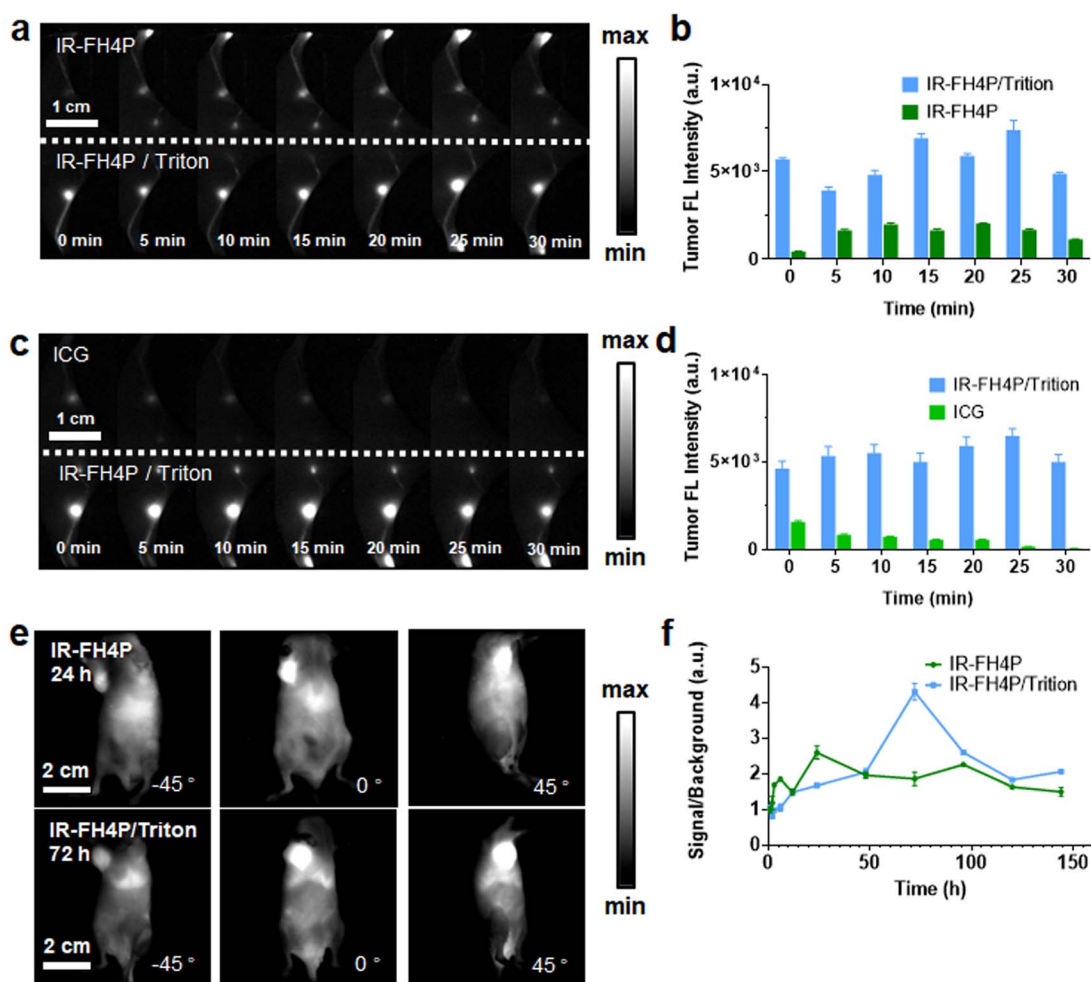 a
IR-FH4P
1 cm
IR-FH4P / Triton
0 min
5 min
10 min
15 min
20 min
25 min
30 min
max
min
b
Tumor FL Intensity (a.u.)
1×10⁴
5×10³
0
IR-FH4P/Trition
IR-FH4P
0 5 10 15 20 25 30
Time (min)
c
ICG
1 cm
IR-FH4P / Triton
0 min
5 min
10 min
15 min
20 min
25 min
30 min
max
min
d
Tumor FL Intensity (a.u.)
1×10⁴
5×10³
0
IR-FH4P/Trition
ICG
0 5 10 15 20 25 30
Time (min)
e
IR-FH4P
24 h
2 cm
-45 °
0 °
45 °
IR-FH4P/Triton
72 h
2 cm
-45 °
0 °
45 °
max
min
f
Signal/Background (a.u.)
5
4
3
2
1
0
IR-FH4P
IR-FH4P/Trition
0 50 100 150
Time (h)